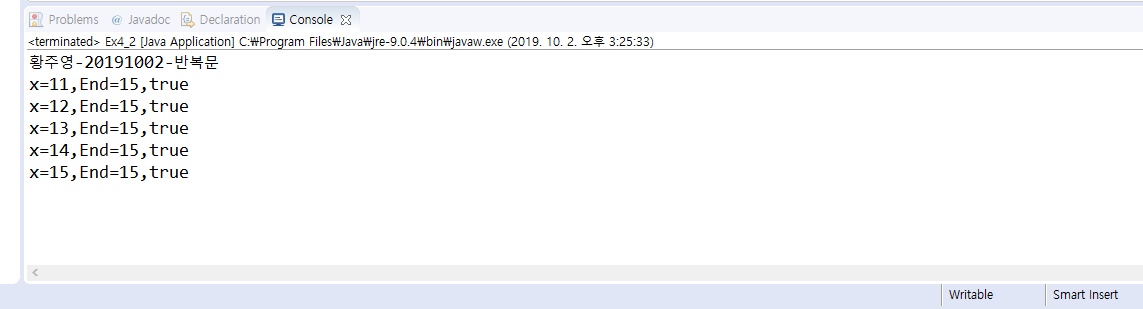 Problems @ Javadoc Declaration Console
<terminated> Ex4_2 [Java Application] C:₩Program Files₩Java₩jre-9.0.4₩bin₩javaw.exe (2019. 10. 2. 오후 3:25:33)
황주영-20191002-반복문
x=11,End=15,true
x=12,End=15,true
x=13,End=15,true
x=14,End=15,true
x=15,End=15,true
Writable Smart Insert